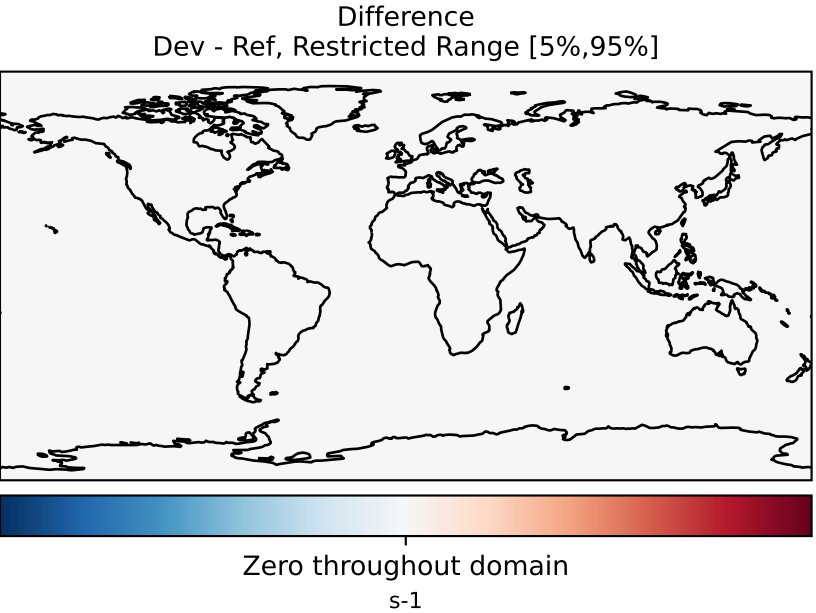 Difference
Dev - Ref, Restricted Range [5%,95%]
Zero throughout domain
s-1